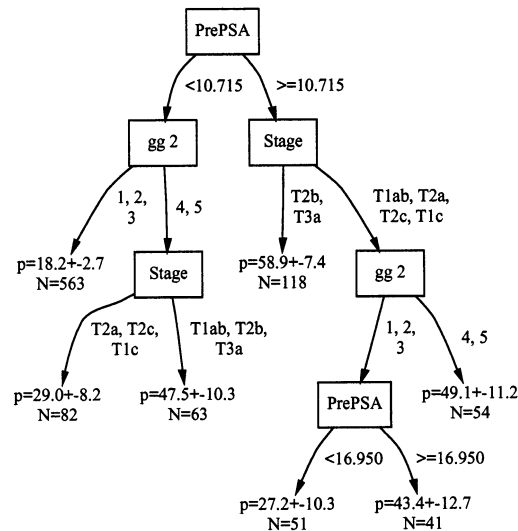 PrePSA
<10.715
>=10.715
gg 2
Stage
1, 2,
3
4, 5
T2b,
T3a
T1ab, T2a,
T2c, T1c
p=18.2+-2.7
N=563
Stage
p=58.9+-7.4
N=118
gg 2
T2a, T2c,
T1c
T1ab, T2b,
T3a
1, 2,
3
4, 5
p=29.0+-8.2
N=82
p=47.5+-10.3
N=63
PrePSA
p=49.1+-11.2
N=54
<16.950
>=16.950
p=27.2+-10.3
N=51
p=43.4+-12.7
N=41